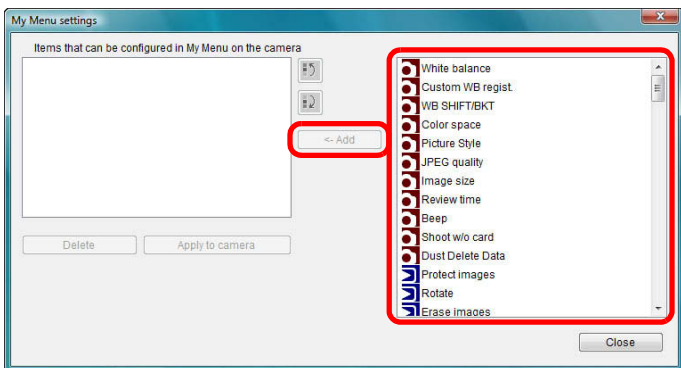 My Menu settings
Items that can be configured in My Menu on the camera
<- Add
Delete
Apply to camera
White balance
Custom WB regist.
WB SHIFT/BKT
Color space
Picture Style
JPEG quality
Image size
Review time
Beep
Shoot w/o card
Dust Delete Data
Protect images
Rotate
Erase images
Close